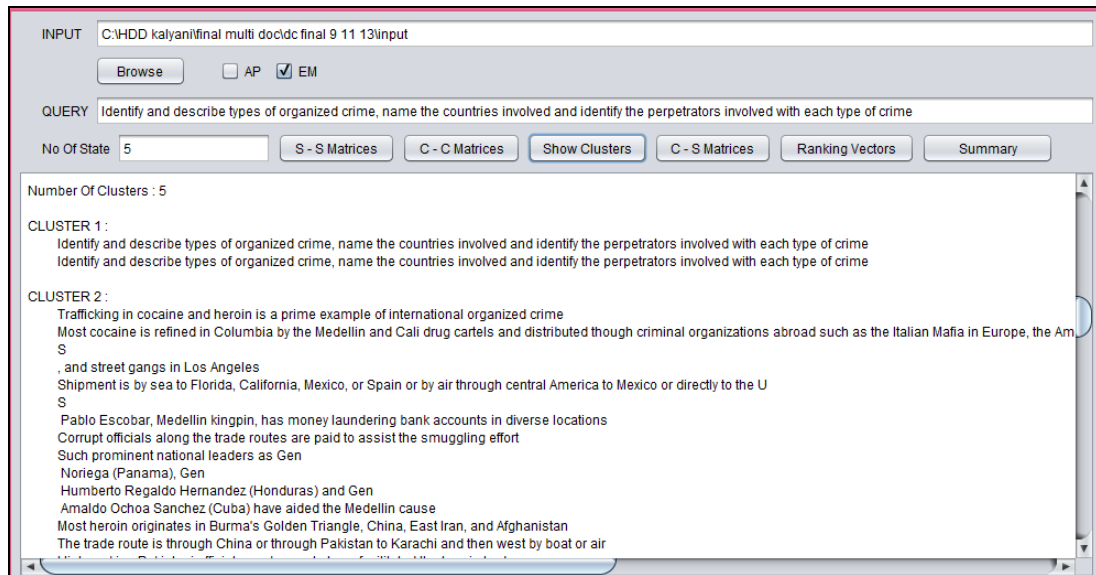 INPUT C:\HDD kalyani\final multi doc\dc final 9 11 13\input
Browse AP EM
QUERY Identify and describe types of organized crime, name the countries involved and identify the perpetrators involved with each type of crime
No Of State 5 S - S Matrices C - C Matrices Show Clusters C - S Matrices Ranking Vectors Summary
Number Of Clusters : 5
CLUSTER 1 :
Identify and describe types of organized crime, name the countries involved and identify the perpetrators involved with each type of crime
Identify and describe types of organized crime, name the countries involved and identify the perpetrators involved with each type of crime
CLUSTER 2 :
Trafficking in cocaine and heroin is a prime example of international organized crime
Most cocaine is refined in Columbia by the Medellin and Cali drug cartels and distributed though criminal organizations abroad such as the Italian Mafia in Europe, the Am
S
, and street gangs in Los Angeles
Shipment is by sea to Florida, California, Mexico, or Spain or by air through central America to Mexico or directly to the U
S
Pablo Escobar, Medellin kingpin, has money laundering bank accounts in diverse locations
Corrupt officials along the trade routes are paid to assist the smuggling effort
Such prominent national leaders as Gen
Noriega (Panama), Gen
Humberto Regaldo Hernandez (Honduras) and Gen
Arnaldo Ochoa Sanchez (Cuba) have aided the Medellin cause
Most heroin originates in Burma's Golden Triangle, China, East Iran, and Afghanistan
The trade route is through China or through Pakistan to Karachi and then west by boat or air